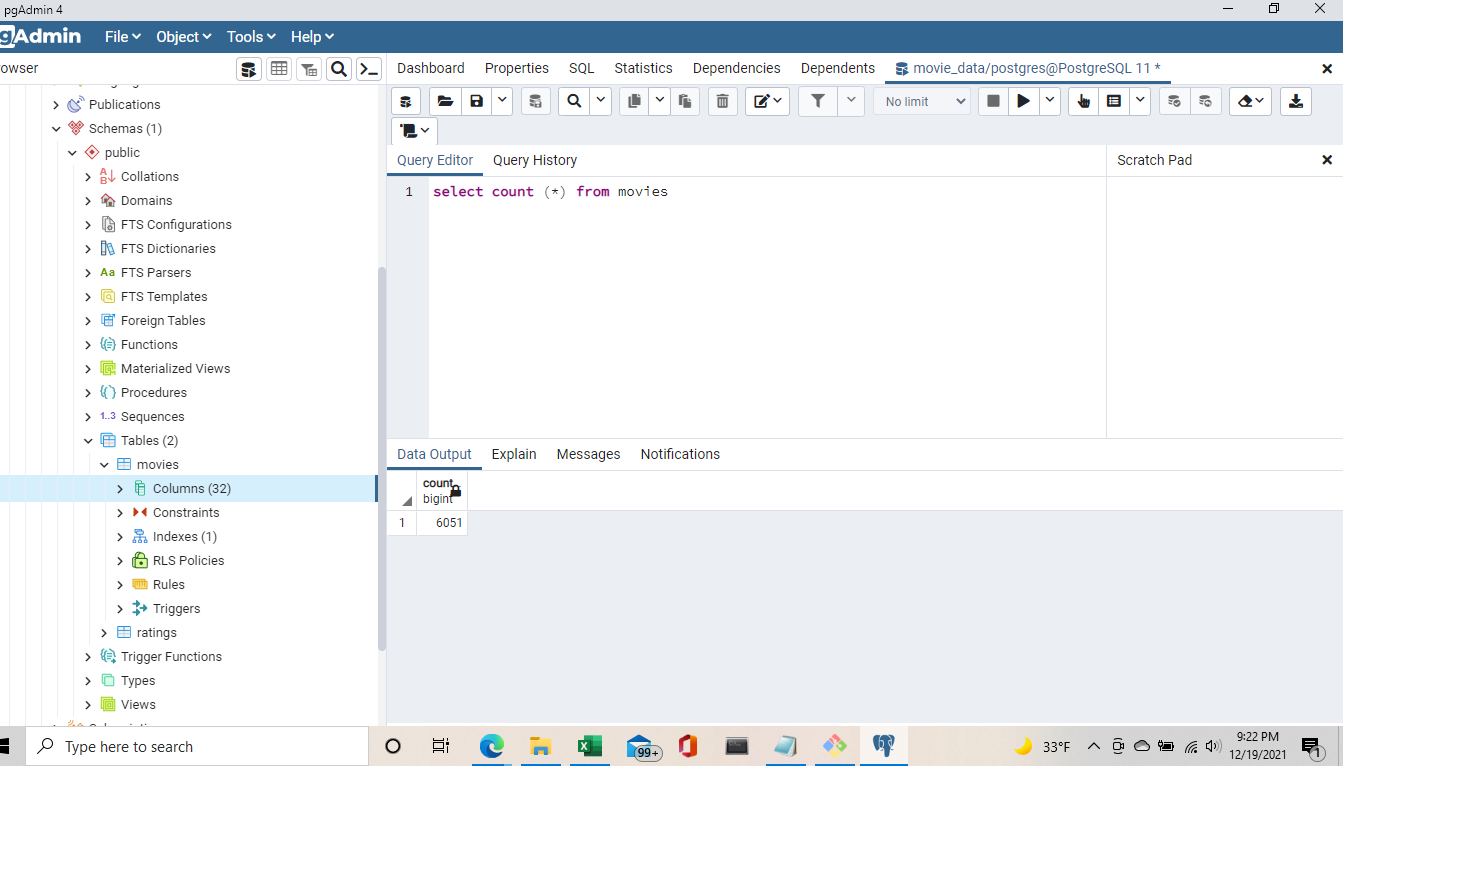 pgAdmin 4
gAdmin File Object Tools Help
owser
Dashboard Properties SQL Statistics Dependencies Dependents movie_data/postgres@PostgreSQL 11 *
No limit
Publications
Schemas (1)
public
Collations
Domains
FTS Configurations
FTS Dictionaries
Aa FTS Parsers
FTS Templates
Foreign Tables
Functions
Materialized Views
Procedures
1..3 Sequences
Tables (2)
movies
Columns (32)
Constraints
Indexes (1)
RLS Policies
Rules
Triggers
ratings
Trigger Functions
Types
Views
Query Editor Query History
Scratch Pad
1 select count (*) from movies
Data Output Explain Messages Notifications
count
bigint
1 6051
Type here to search
99+
33°F
9:22 PM
12/19/2021
1